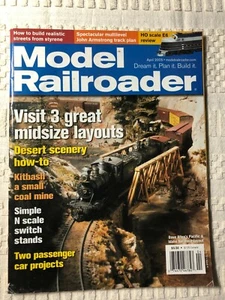 How to build realistic
streets from styrene
Spectacular multilevel
John Armstrong track plan
HO scale E8
review
Model
Railroader
Dream it. Plan it. Build it.
Visit 3 great
midsize layouts
Desert scenery
how-to
Kitbash
a small
coal mine
Simple
N scale
switch
stands
Two passenger
car projects